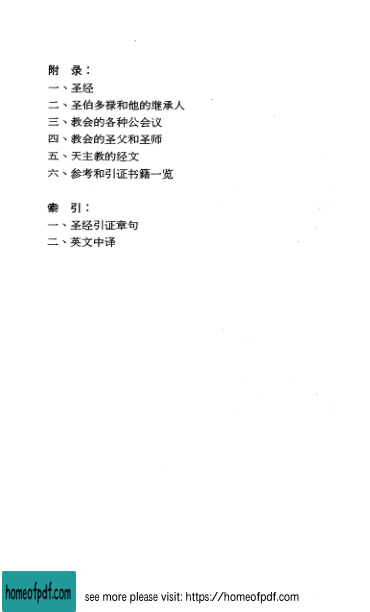 附　录：
一、圣经
二、圣伯多禄和他的继承人
三、教会的各种公会议
四、教会的圣父和圣师
五、天主教的经文
六、参考和引证书籍一览
索　引：
一、圣经引证章句
二、英文中译
homeofpdf.com
see more please visit: https://homeofpdf.com